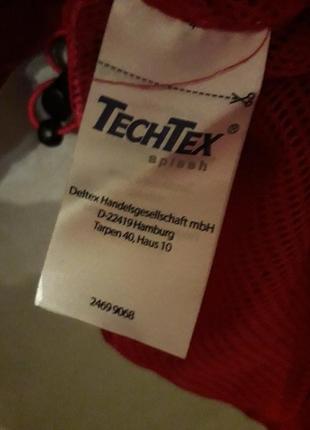 TECHTEX ®
splash
Deltex Handelsgesellschaft mbH
D-22419 Hamburg
Tarpen 40, Haus 10
2469 9068